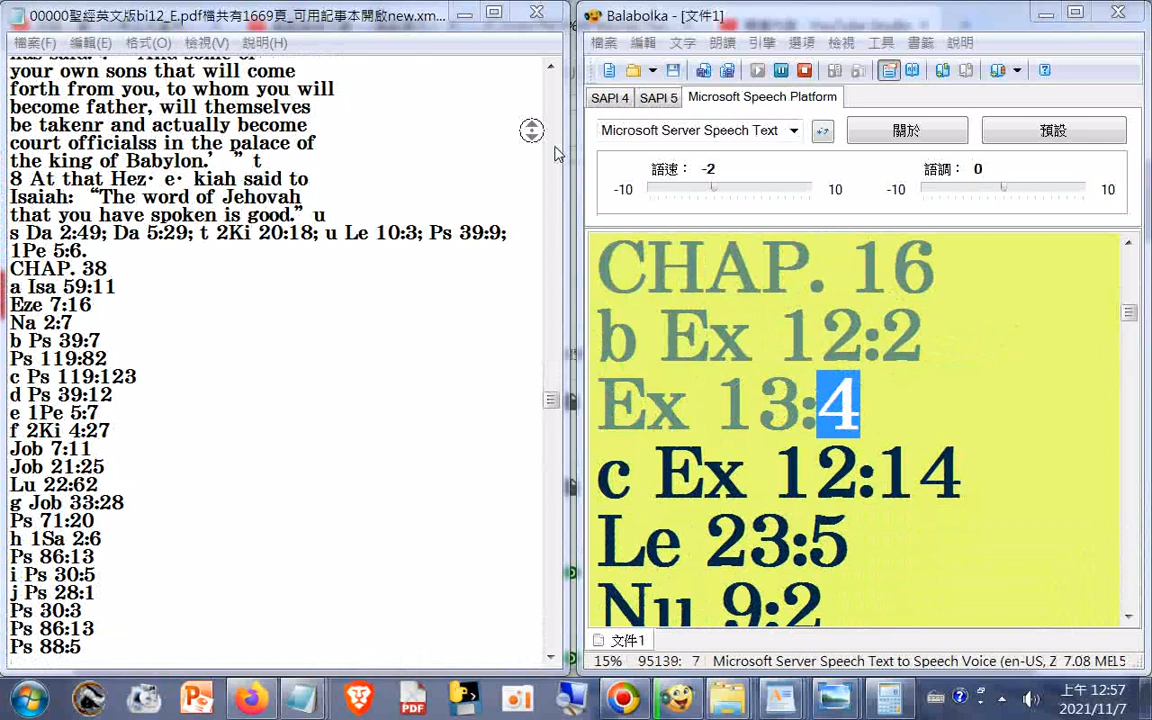 00000聖經英文版bi12_E.pdf檔共有1669頁_可用記事本開啟new.xm...
檔案(F) 編輯(E) 格式(O) 檢視(V) 說明(H)
your own sons that will come
forth from you, to whom you will
become father, will themselves
be takenr and actually become
court officialss in the palace of
the king of Babylon.’ ” t
8 At that Hez· e· kiah said to
Isaiah: “The word of Jehovah
that you have spoken is good.” u
s Da 2:49; Da 5:29; t 2Ki 20:18; u Le 10:3; Ps 39:9;
1Pe 5:6.
CHAP. 38
a Isa 59:11
Eze 7:16
Na 2:7
b Ps 39:7
Ps 119:82
c Ps 119:123
d Ps 39:12
e 1Pe 5:7
f 2Ki 4:27
Job 7:11
Job 21:25
Lu 22:62
g Job 33:28
Ps 71:20
h 1Sa 2:6
Ps 86:13
i Ps 30:5
j Ps 28:1
Ps 30:3
Ps 86:13
Ps 88:5
Balabolka - [文件1]
檔案 編輯 文字 朗讀 引擎 選項 檢視 工具 書籤 說明
SAPI 4 SAPI 5 Microsoft Speech Platform
Microsoft Server Speech Text 關於 預設
語速: -2 語調: 0
-10 10 -10 10
CHAP. 16
b Ex 12:2
Ex 13:4
c Ex 12:14
Le 23:5
Nu 9:2
文件1
15% 95139: 7 Microsoft Server Speech Text to Speech Voice (en-US, Z 7.08 ME
PDF
上午 12:57
2021/11/7